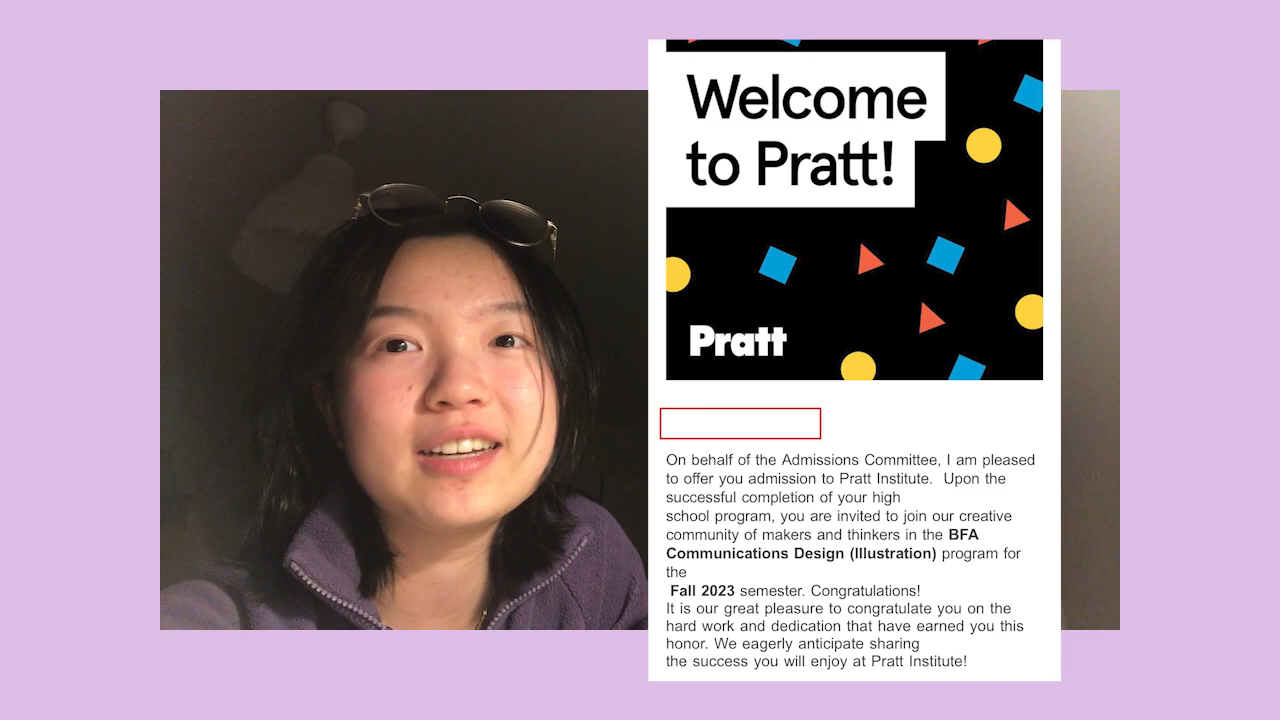 Welcome
to Pratt!
Pratt
On behalf of the Admissions Committee, I am pleased
to offer you admission to Pratt Institute.  Upon the
successful completion of your high
school program, you are invited to join our creative
community of makers and thinkers in the BFA
Communications Design (Illustration) program for
the
Fall 2023 semester. Congratulations!
It is our great pleasure to congratulate you on the
hard work and dedication that have earned you this
honor. We eagerly anticipate sharing
the success you will enjoy at Pratt Institute!